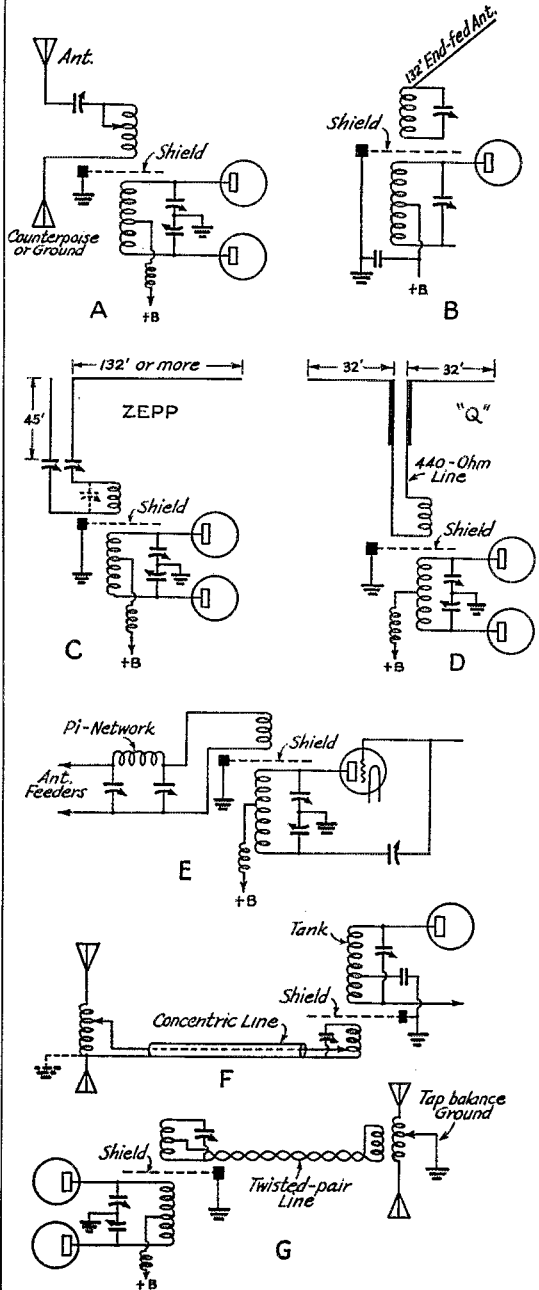 Ant.
Shield
Counterpoise
or Ground
+B
A
132' End-fed Ant.
Shield
+B
B
132' or more
ZEPP
45'
Shield
+B
C
32'
32'
"Q"
440-Ohm
Line
Shield
+B
D
Pi-Network
Shield
Ant.
Feeders
+B
E
Tank
Shield
Concentric Line
F
Tap balance
Ground
Shield
Twisted-pair
Line
+B
G